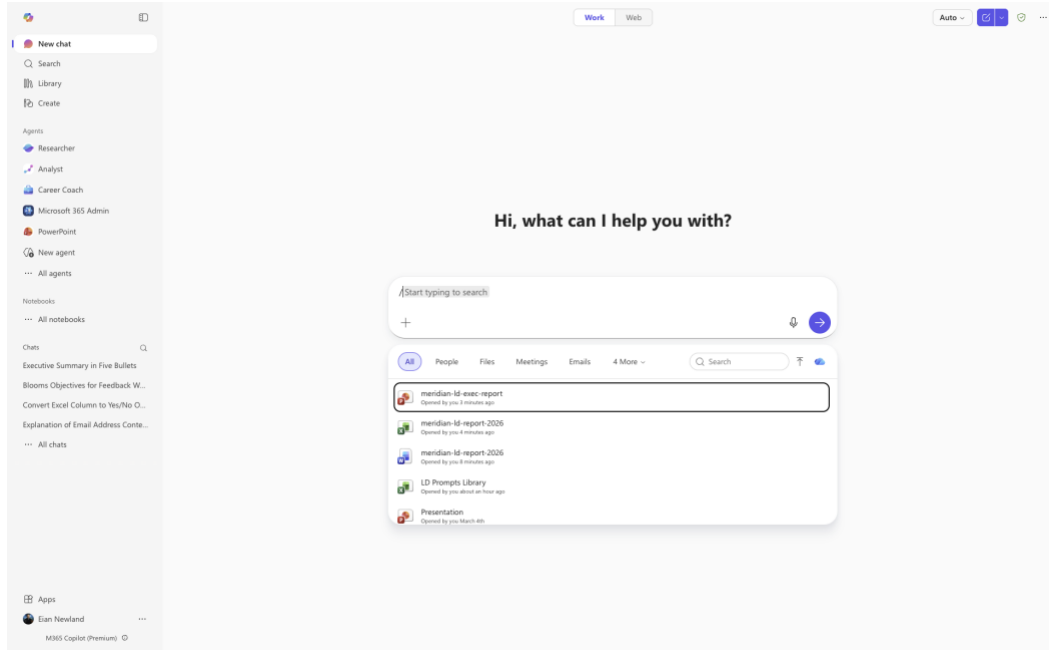 Work
Web
Auto
New chat
Search
Library
Create
Agents
Researcher
Analyst
Career Coach
Microsoft 365 Admin
PowerPoint
New agent
All agents
Notebooks
All notebooks
Chats
Executive Summary in Five Bullets
Blooms Objectives for Feedback W...
Convert Excel Column to Yes/No O...
Explanation of Email Address Conte...
All chats
Apps
Eian Newland
M365 Copilot (Premium)
Hi, what can I help you with?
/Start typing to search
All People Files Meetings Emails 4 More Search
meridian-ld-exec-report
Opened by you 3 minutes ago
meridian-ld-report-2026
Opened by you 4 minutes ago
meridian-ld-report-2026
Opened by you 6 minutes ago
LD Prompts Library
Opened by you about an hour ago
Presentation
Opened by you March 4th